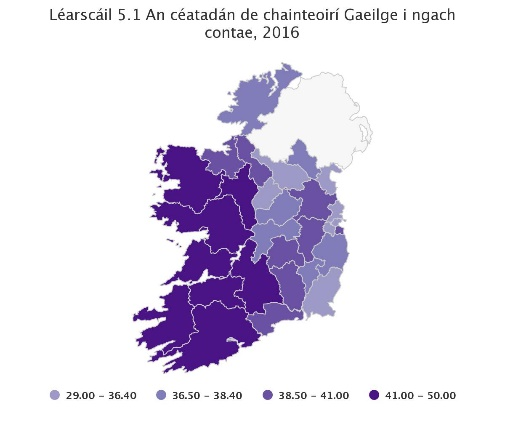 Léarscáil 5.1 An céatadán de chainteoirí Gaeilge i ngach
contae, 2016
29.00 - 36.40 36.50 - 38.40 38.50 - 41.00 41.00 - 50.00